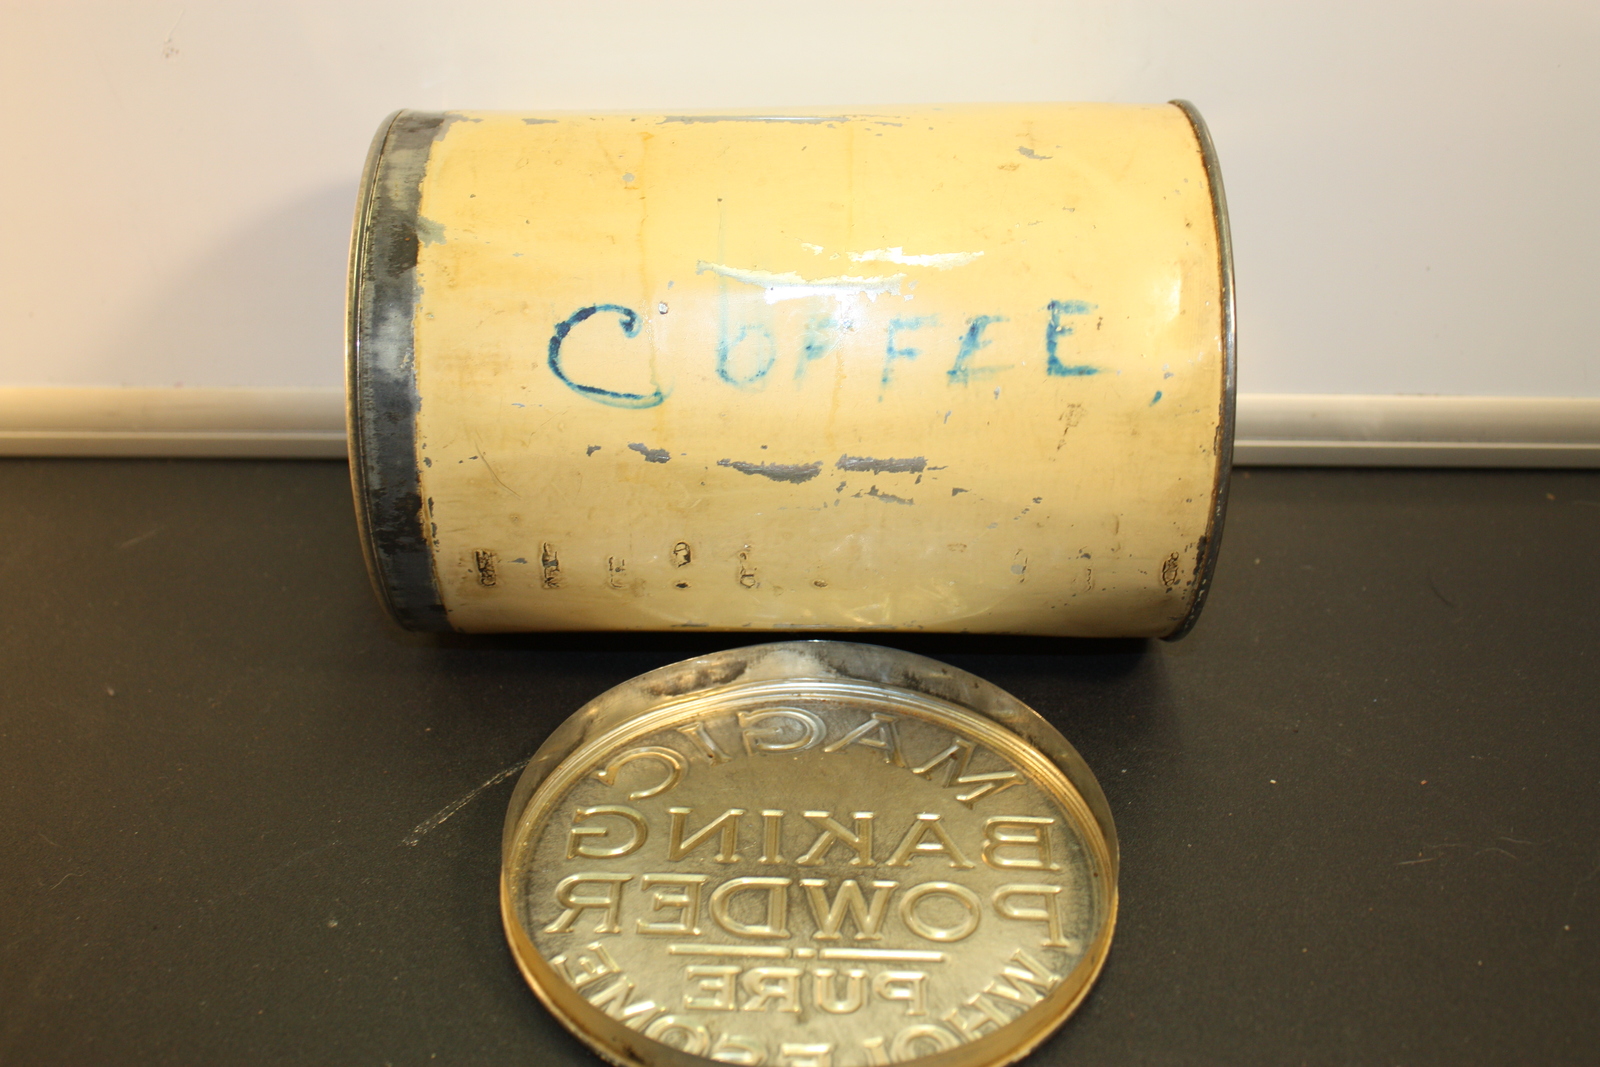 COFFEE
MAGIC
BAKING
POWDER
PURE
WHOLESOME